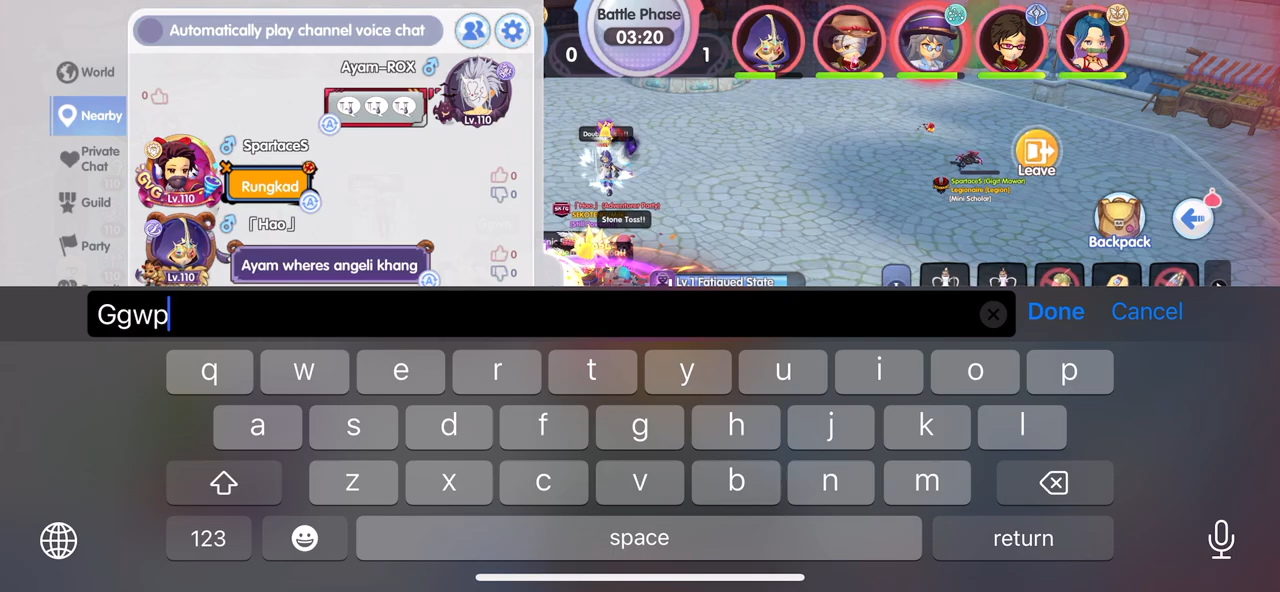 Automatically play channel voice chat
World
Nearby
Private
Chat
Guild
Party
Ayam-ROX
0
Lv.110
SpartaceS
Rungkad
GVG
Lv.110
0
0
「Hao」
Ayam wheres angeli khang
Lv.110
0
0
Battle Phase
0
03:20
1
Leave
SpartaceS (Gigit Mawar)
Legionnaire (Legion)
[Mini Scholar]
Stone Toss!!
Backpack
Lv.1 Fatigued State
Ggwp
Done
Cancel
q w e r t y u i o p
a s d f g h j k l
z x c v b n m
123
space
return